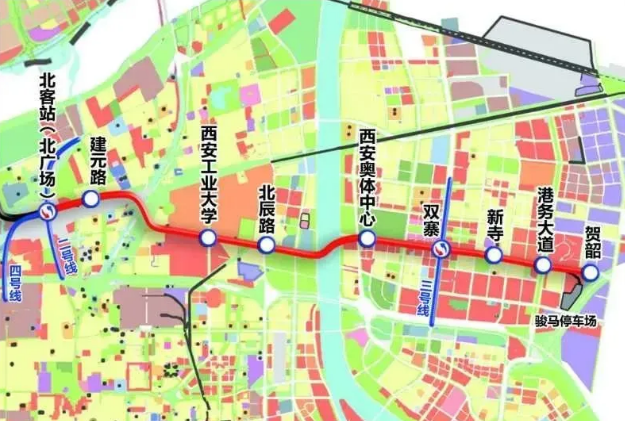 北客站（北广场）
建元路
西安工业大学
北辰路
西安奥体中心
双寨
新寺
港务大道
贺韶
四号线
二号线
三号线
骏马停车场